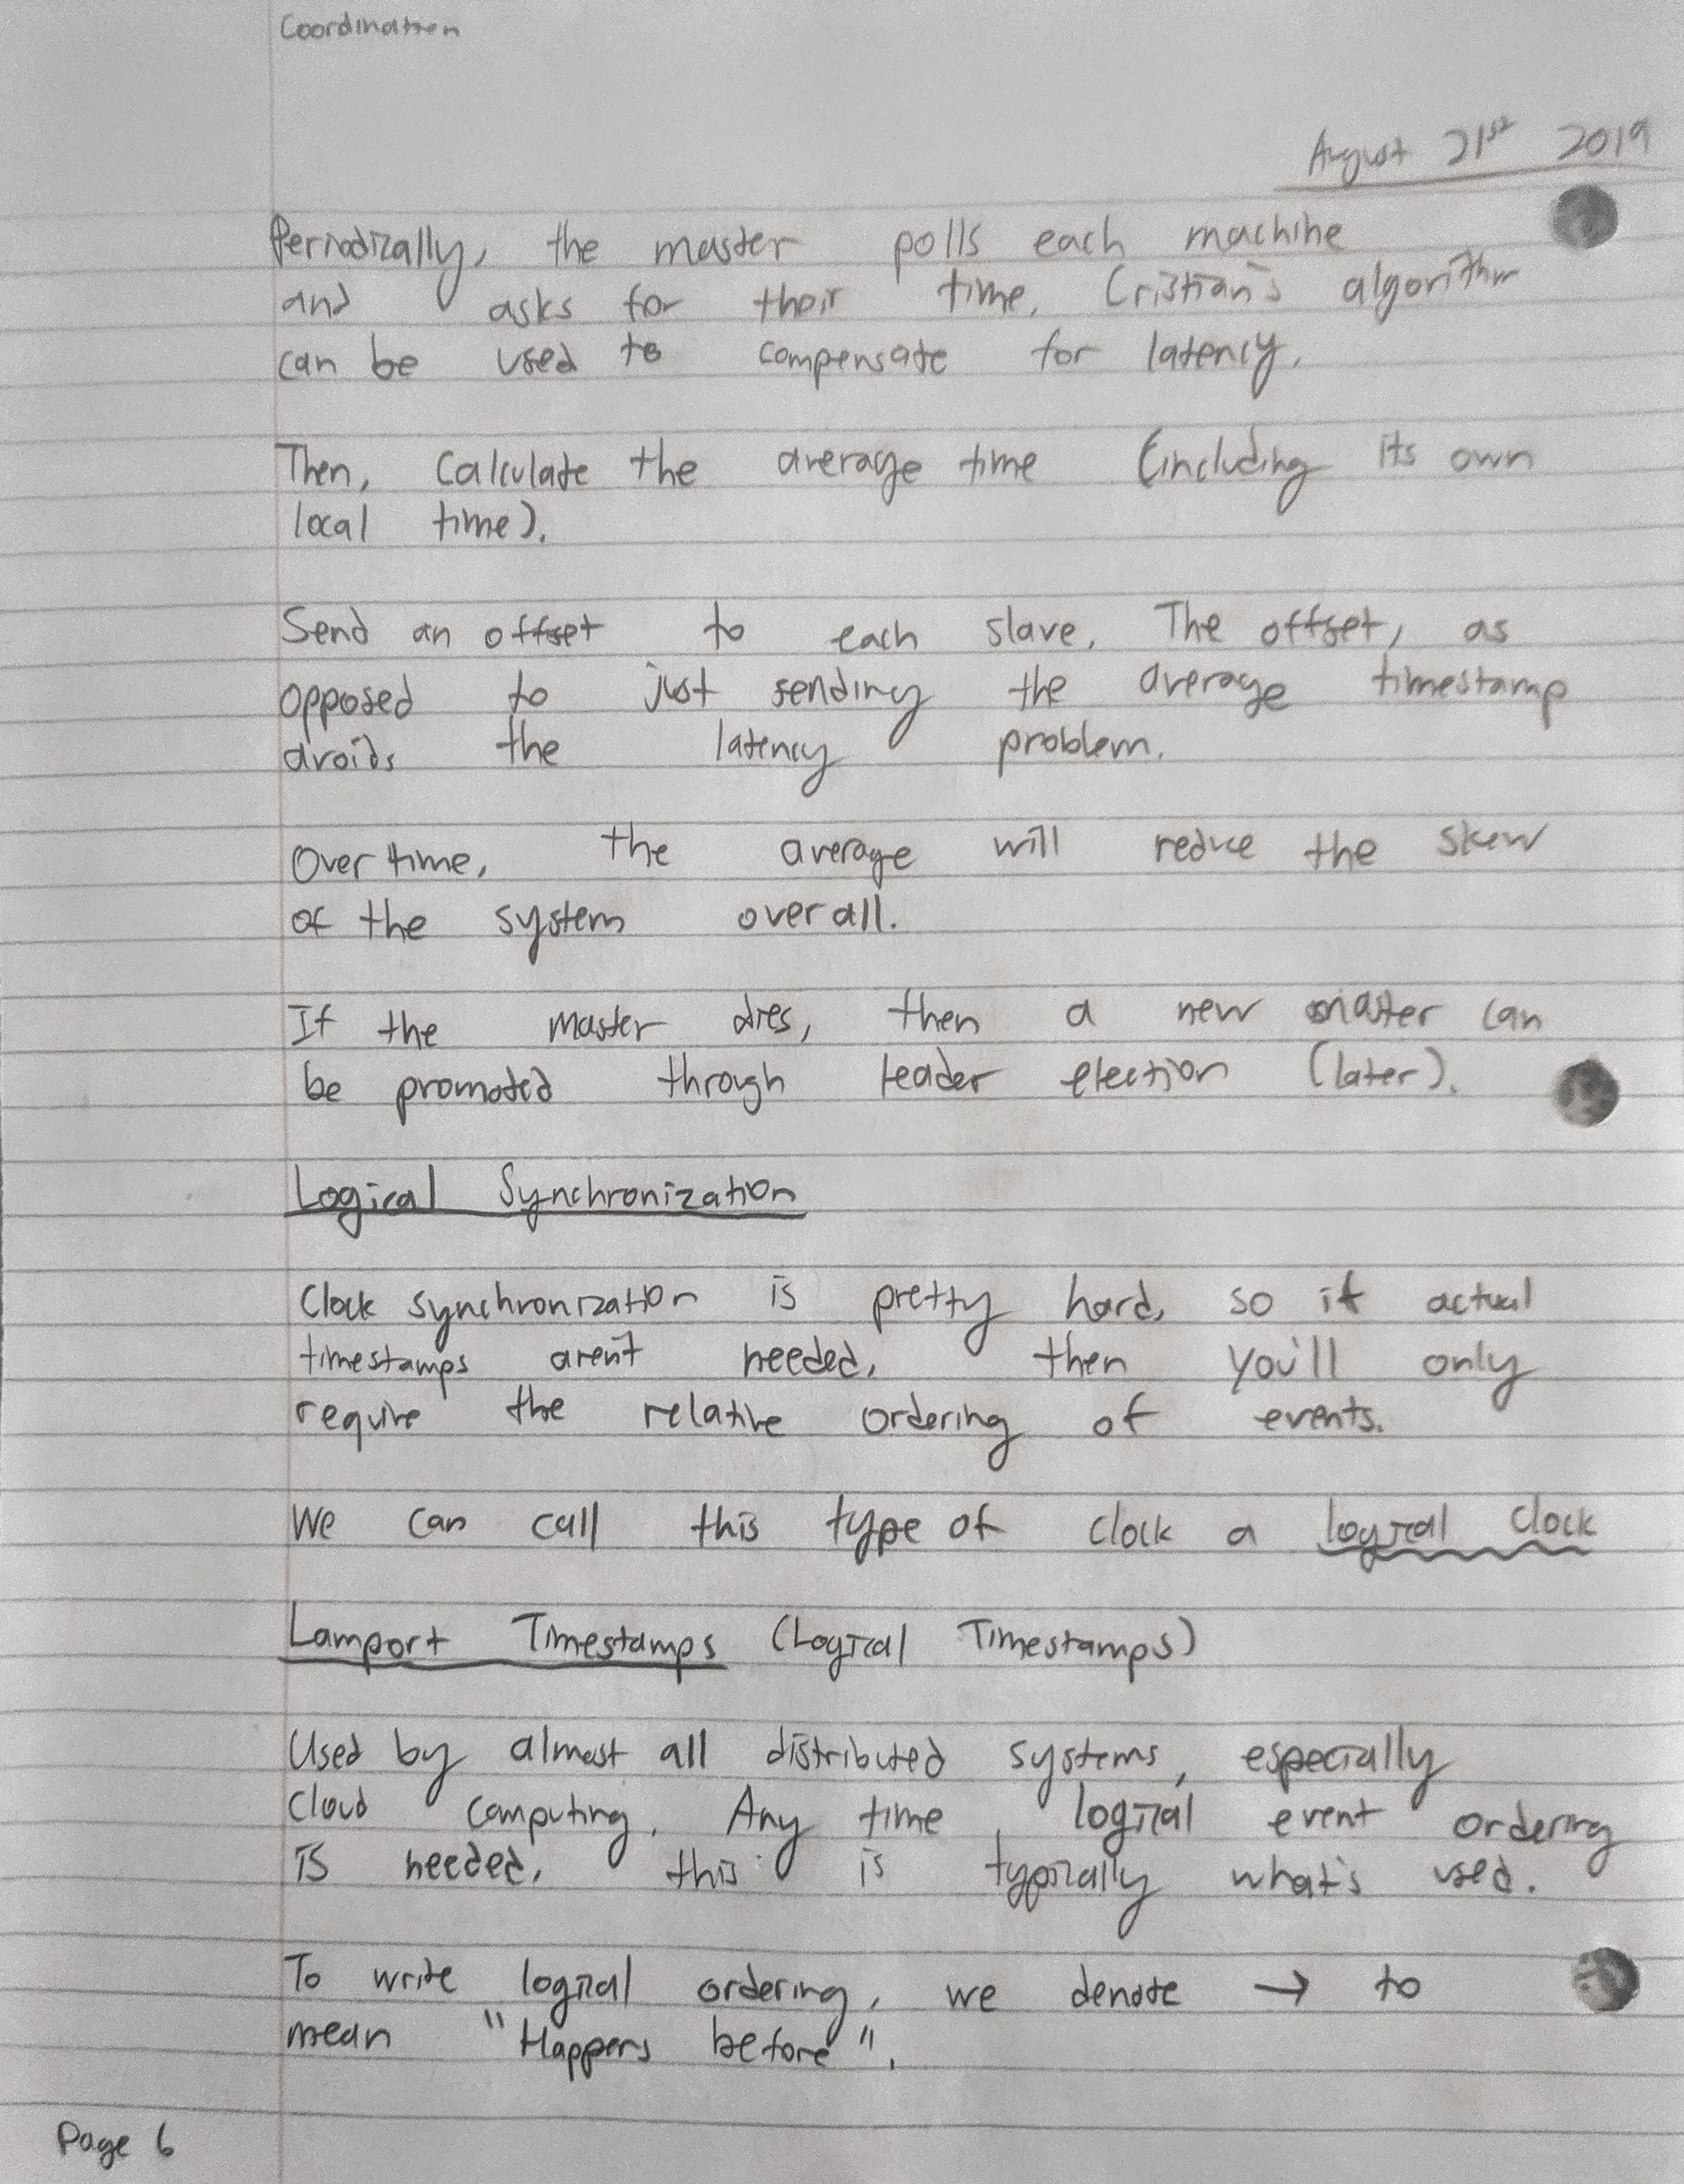 Coordination
August 21st 2019
Periodically, the master polls each machine
and asks for their time. Cristian's algorithm
can be used to compensate for latency.
Then, calculate the average time (including its own
local time).
Send an offset to each slave. The offset, as
opposed to just sending the average timestamp
avoids the latency problem.
Over time, the average will reduce the skew
of the system overall.
If the master dies, then a new master can
be promoted through leader election (later).
Logical Synchronization
Clock synchronization is pretty hard, so if actual
timestamps aren't needed, then you'll only
require the relative ordering of events.
We can call this type of clock a logical clock
Lamport Timestamps (Logical Timestamps)
Used by almost all distributed systems, especially
cloud computing. Any time logical event ordering
is needed, this is typically what's used.
To write logical ordering, we denote → to
mean "Happens before".
Page 6